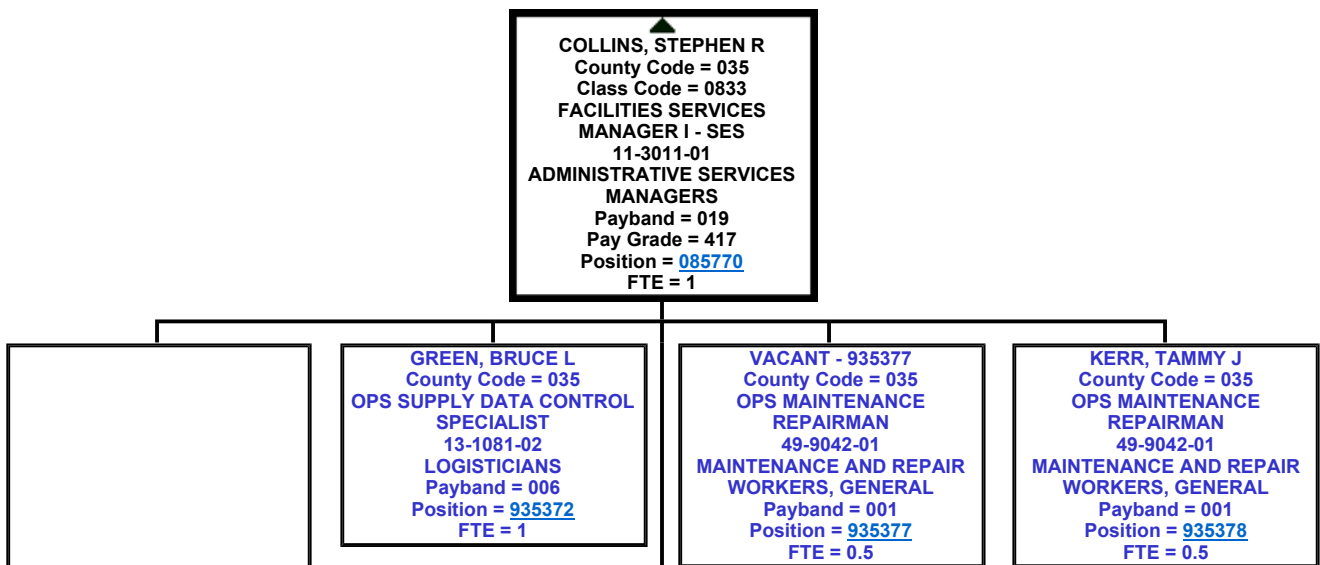 COLLINS, STEPHEN R
County Code = 035
Class Code = 0833
FACILITIES SERVICES
MANAGER I - SES
11-3011-01
ADMINISTRATIVE SERVICES
MANAGERS
Payband = 019
Pay Grade = 417
Position = 085770
FTE = 1
GREEN, BRUCE L
County Code = 035
OPS SUPPLY DATA CONTROL
SPECIALIST
13-1081-02
LOGISTICIANS
Payband = 006
Position = 935372
FTE = 1
VACANT - 935377
County Code = 035
OPS MAINTENANCE
REPAIRMAN
49-9042-01
MAINTENANCE AND REPAIR
WORKERS, GENERAL
Payband = 001
Position = 935377
FTE = 0.5
KERR, TAMMY J
County Code = 035
OPS MAINTENANCE
REPAIRMAN
49-9042-01
MAINTENANCE AND REPAIR
WORKERS, GENERAL
Payband = 001
Position = 935378
FTE = 0.5